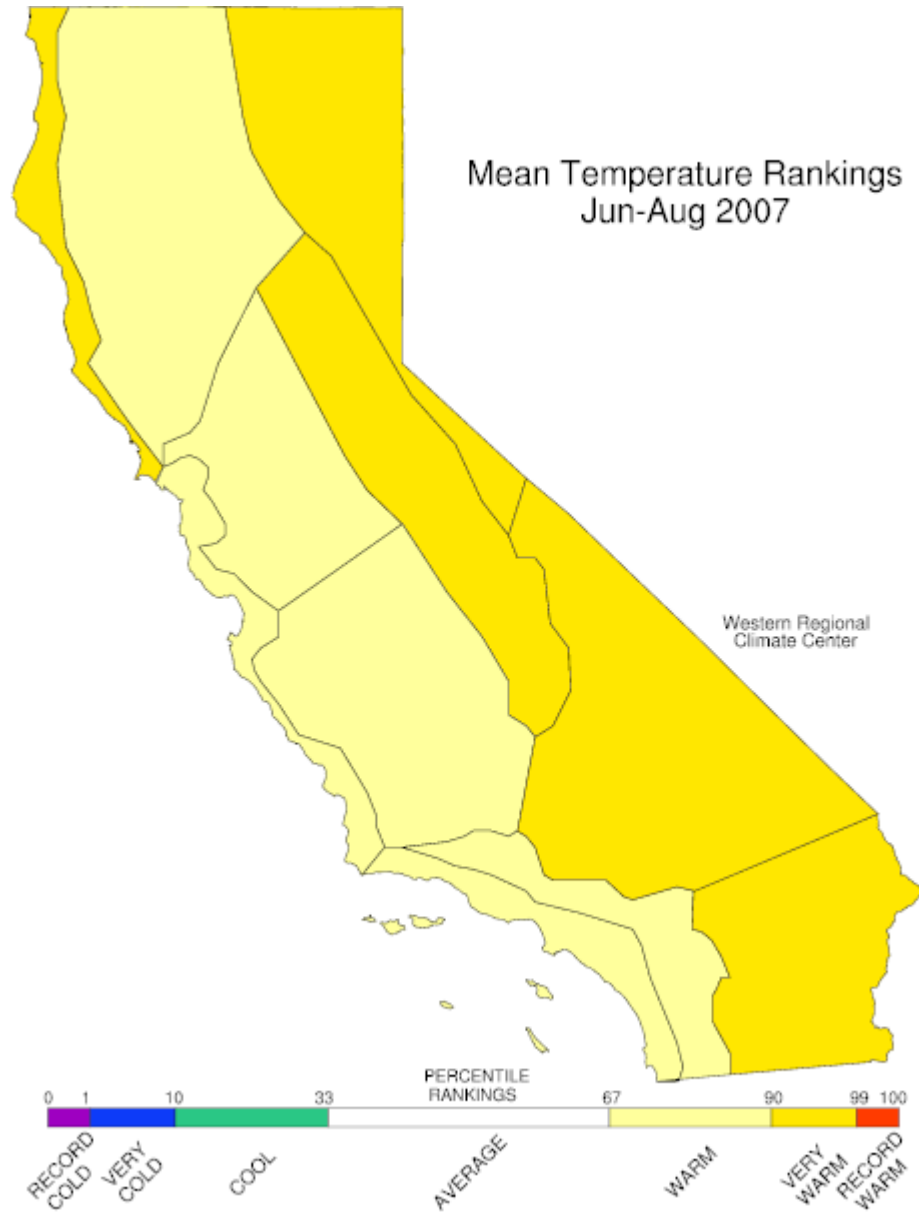 Mean Temperature Rankings
Jun-Aug 2007
Western Regional
Climate Center
PERCENTILE
RANKINGS
0 1 10 33 67 90 99 100
RECORD
COLD
VERY
COLD
COOL
AVERAGE
WARM
VERY
WARM
RECORD
WARM